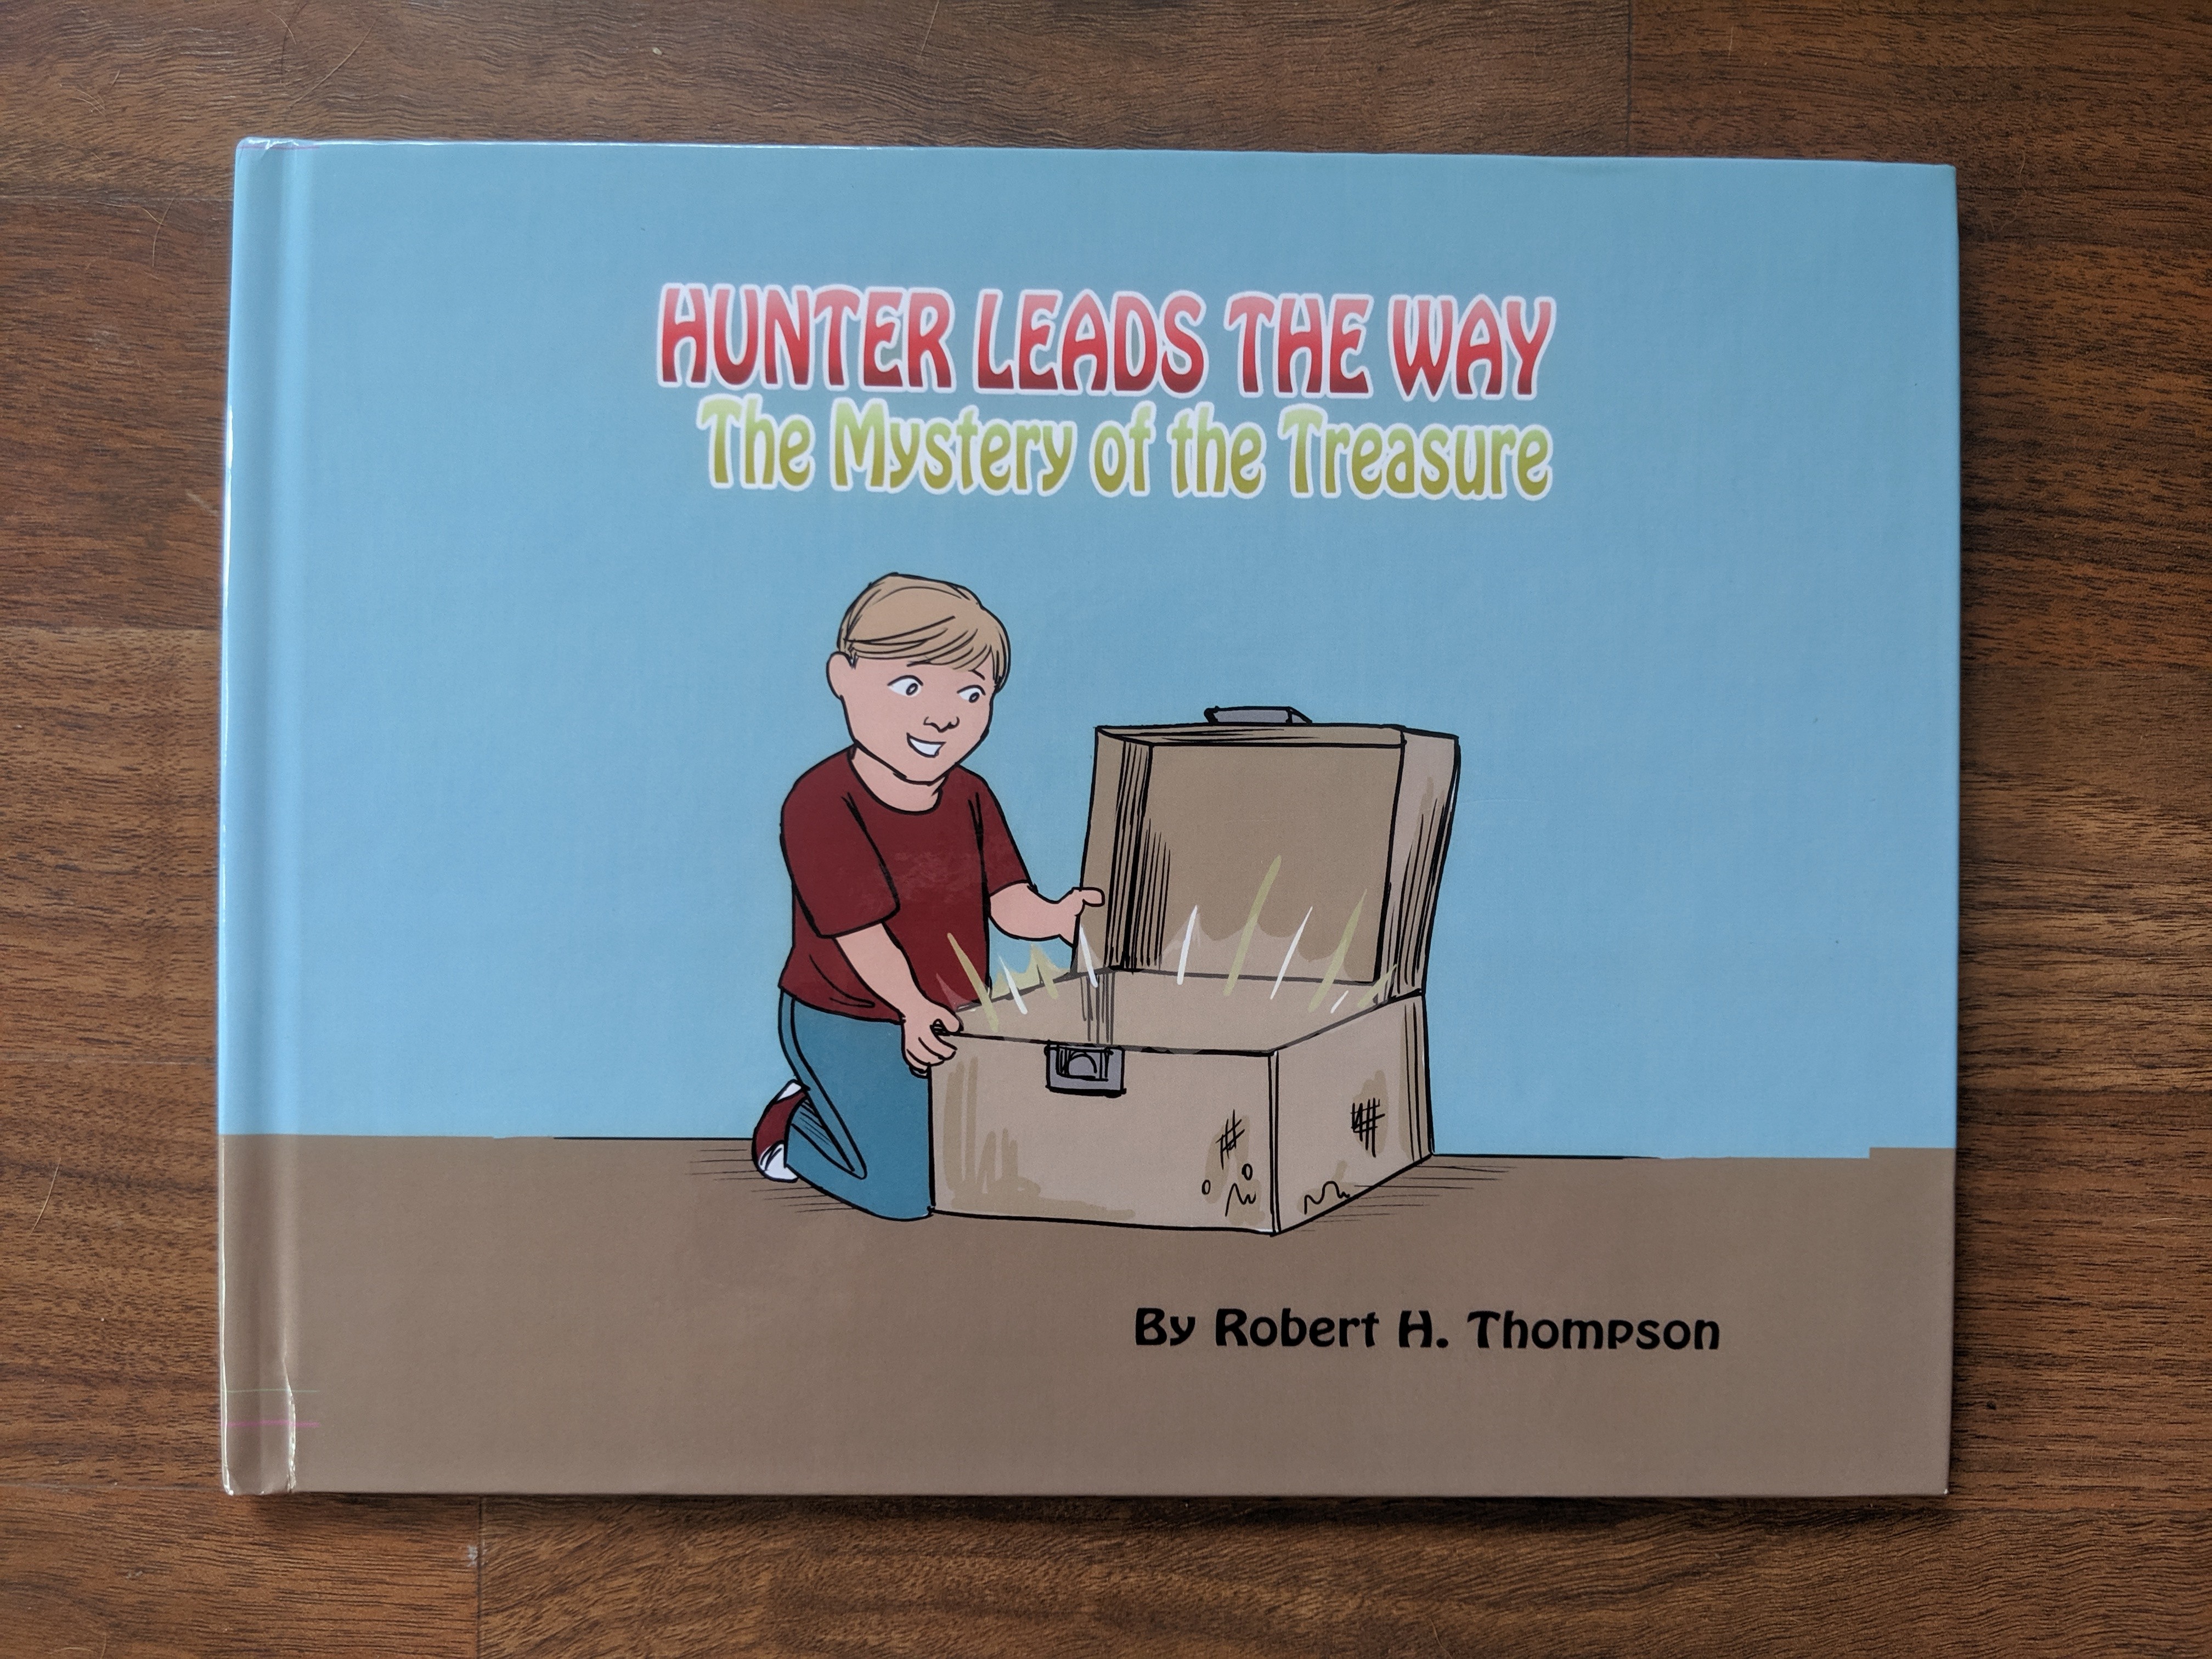 HUNTER LEADS THE WAY
The Mystery of the Treasure
By Robert H. Thompson